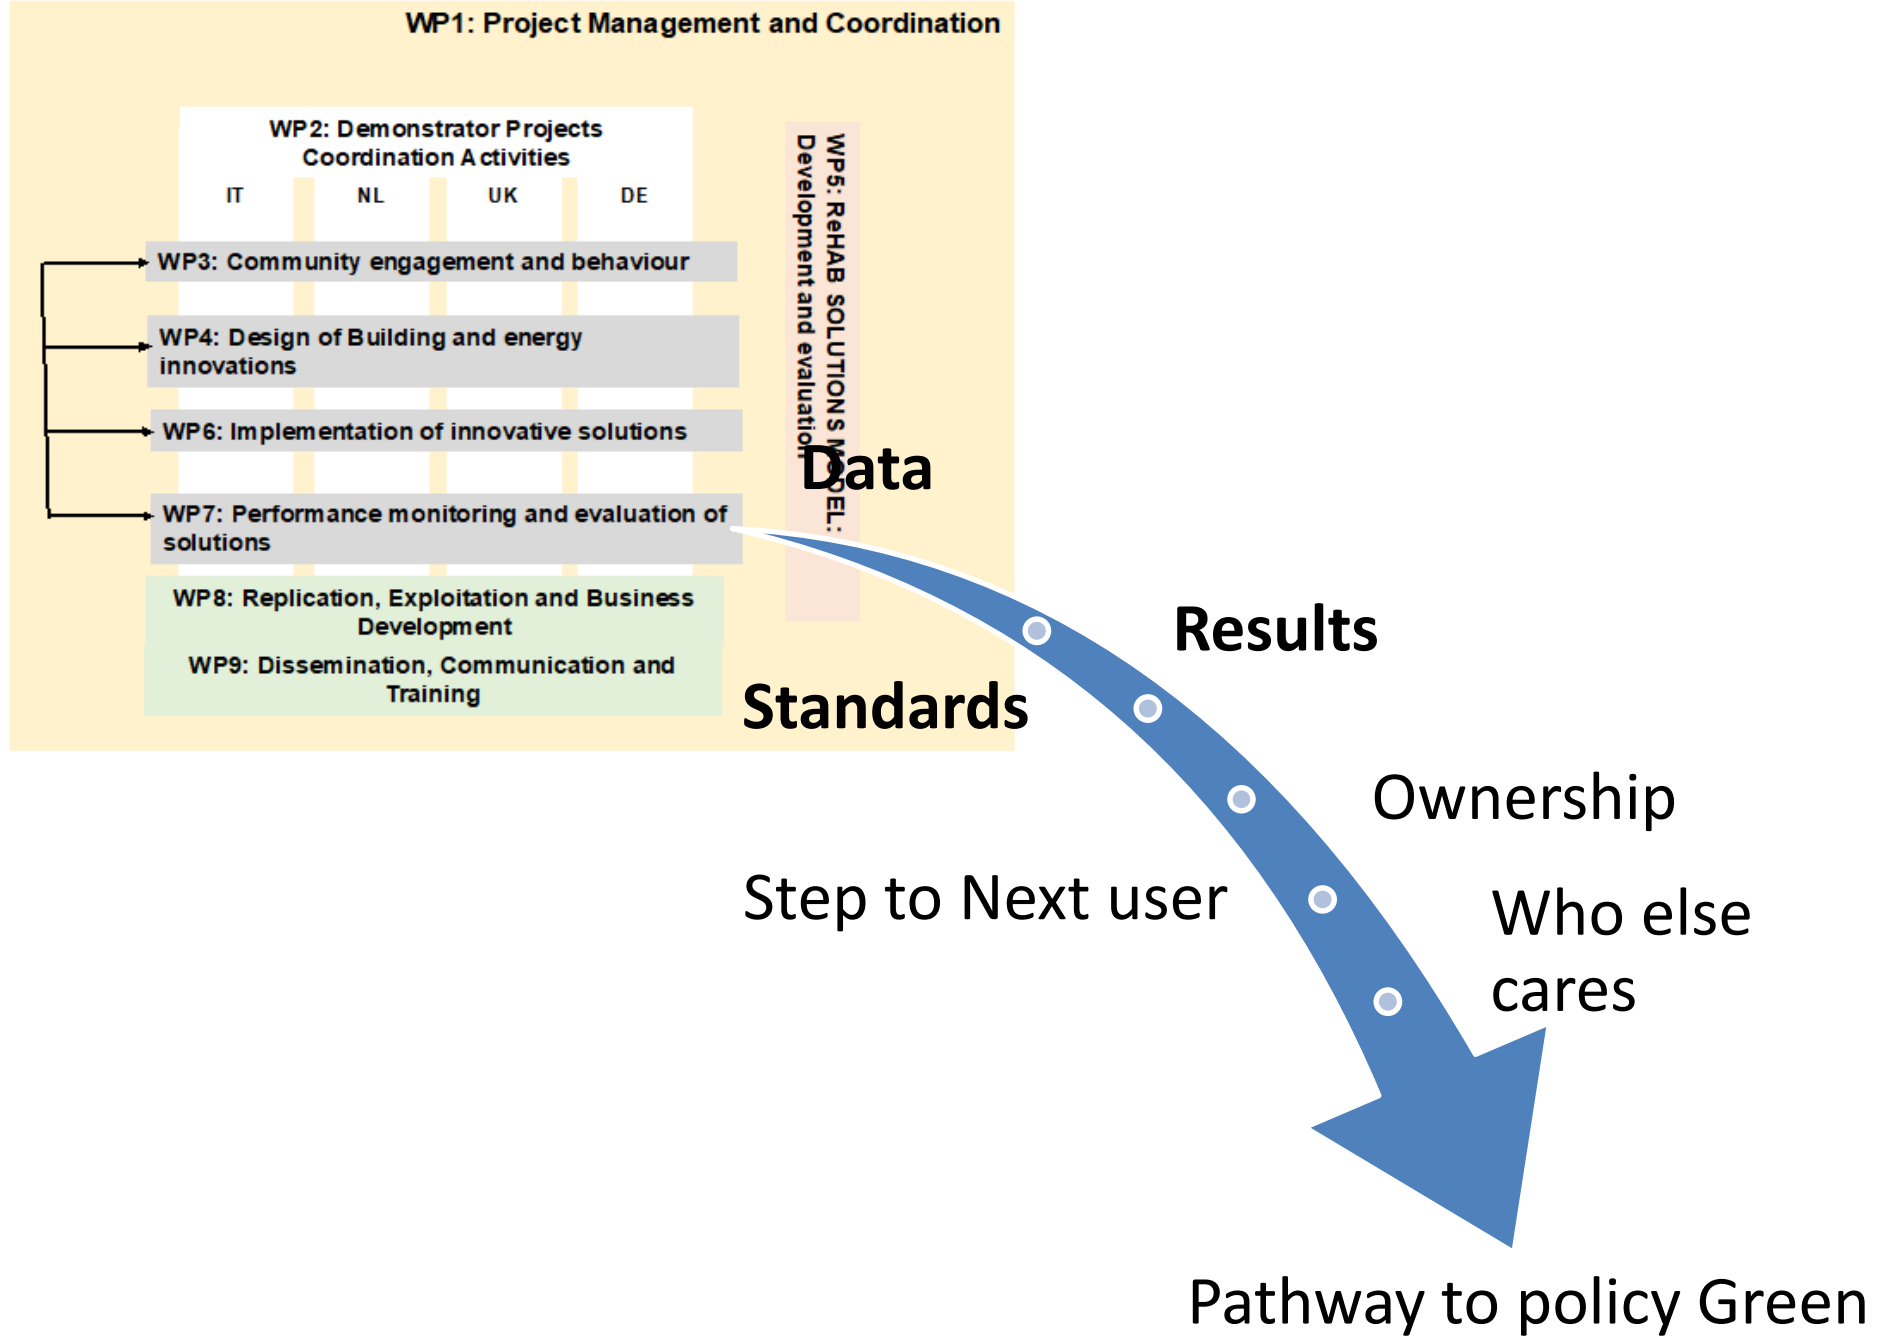 WP1: Project Management and Coordination
WP2: Demonstrator Projects
Coordination Activities
IT
NL
UK
DE
WP3: Community engagement and behaviour
WP4: Design of Building and energy
innovations
WP6: Implementation of innovative solutions
WP7: Performance monitoring and evaluation of
solutions
WP8: Replication, Exploitation and Business
Development
WP9: Dissemination, Communication and
Training
WP5: ReHAB SOLUTIONS MODEL:
Development and evaluation
Data
Results
Standards
Ownership
Step to Next user
Who else
cares
Pathway to policy Green